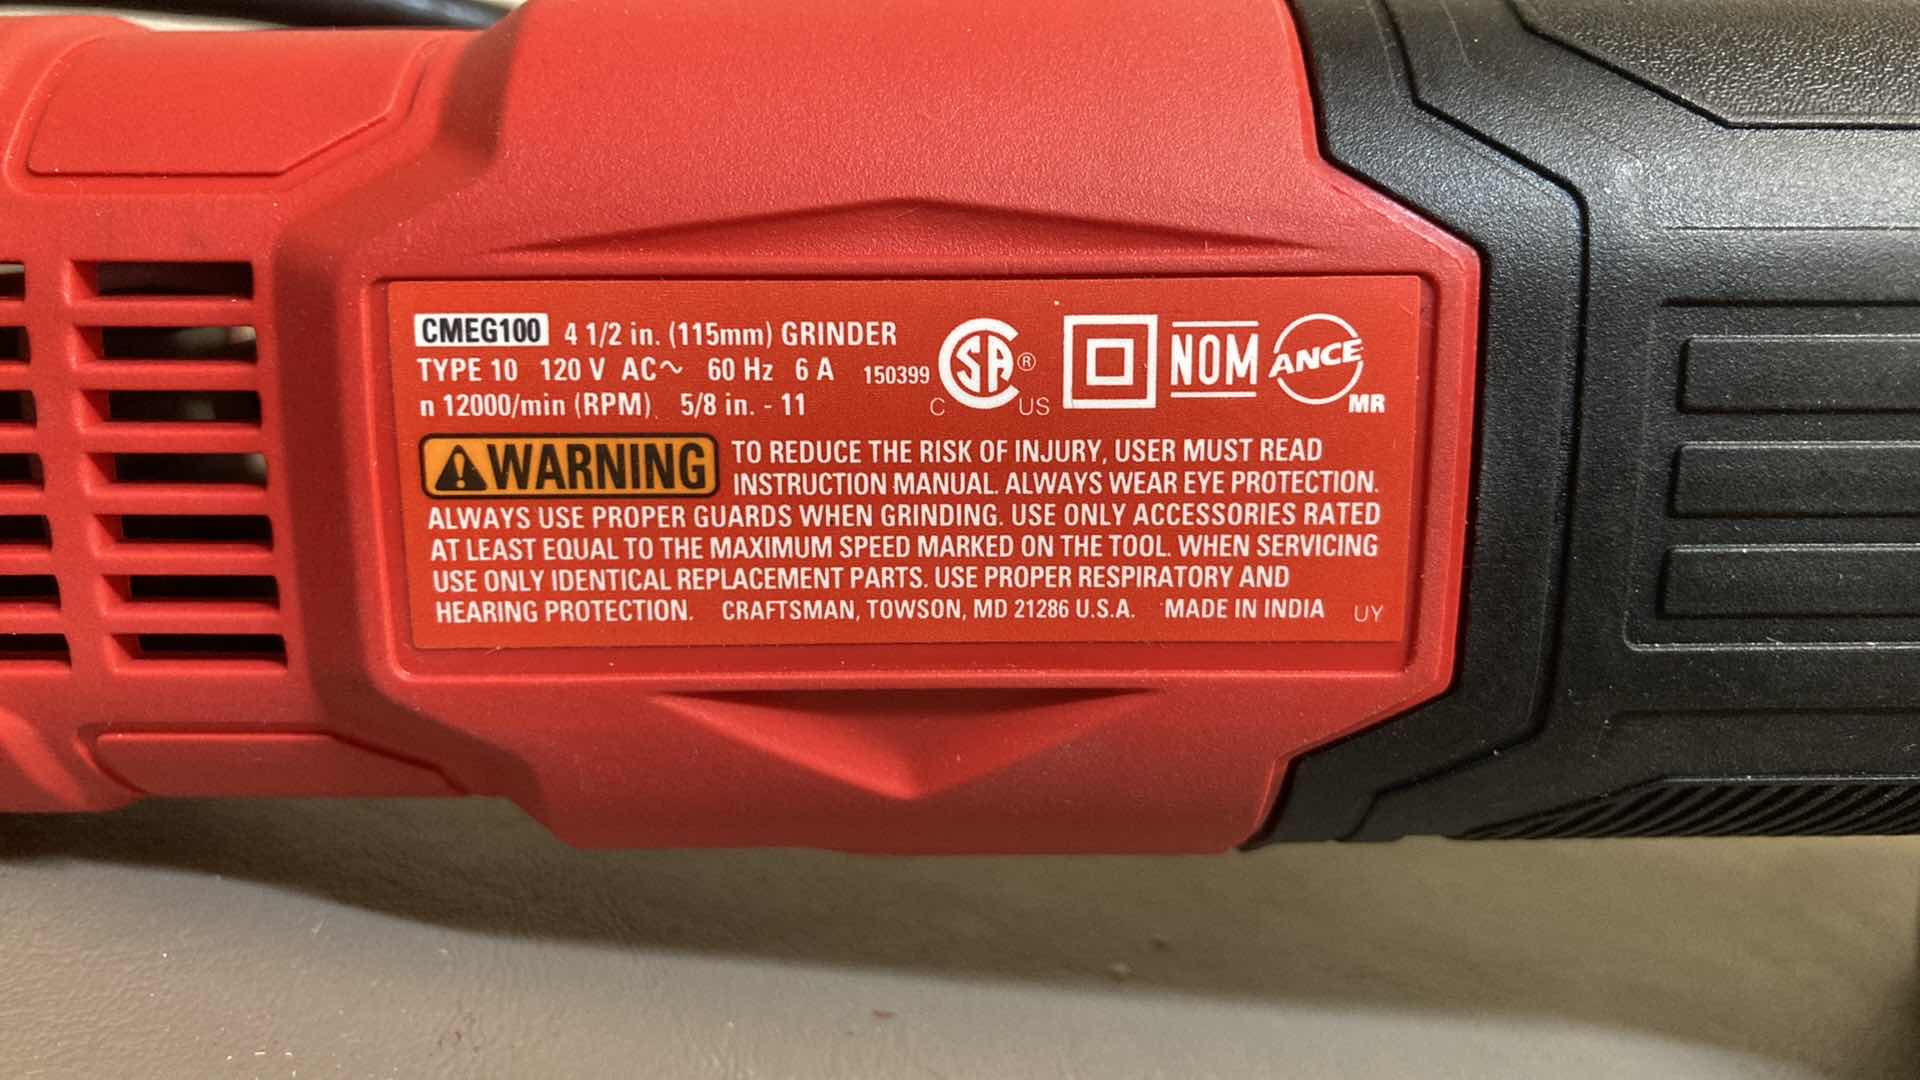 CMEG100 4 1/2 in. (115mm) GRINDER
TYPE 10 120 V AC~ 60 Hz 6 A 150399
n 12000/min (RPM) 5/8 in. - 11
CSA® C US NOM ANCE MR
WARNING TO REDUCE THE RISK OF INJURY, USER MUST READ
INSTRUCTION MANUAL. ALWAYS WEAR EYE PROTECTION.
ALWAYS USE PROPER GUARDS WHEN GRINDING. USE ONLY ACCESSORIES RATED
AT LEAST EQUAL TO THE MAXIMUM SPEED MARKED ON THE TOOL. WHEN SERVICING
USE ONLY IDENTICAL REPLACEMENT PARTS. USE PROPER RESPIRATORY AND
HEARING PROTECTION. CRAFTSMAN, TOWSON, MD 21286 U.S.A. MADE IN INDIA UY